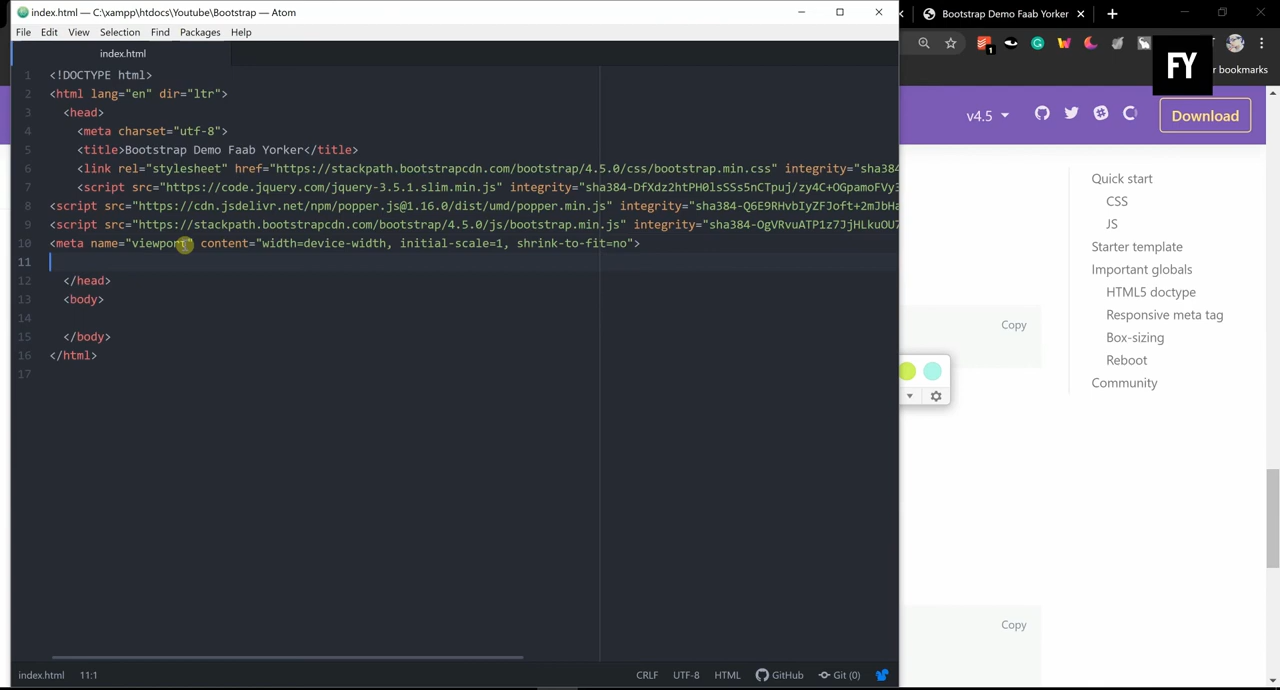 index.html — C:\xampp\htdocs\Youtube\Bootstrap — Atom
File Edit View Selection Find Packages Help
index.html
1 <!DOCTYPE html>
2 <html lang="en" dir="ltr">
3 <head>
4 <meta charset="utf-8">
5 <title>Bootstrap Demo Faab Yorker</title>
6 <link rel="stylesheet" href="https://stackpath.bootstrapcdn.com/bootstrap/4.5.0/css/bootstrap.min.css" integrity="sha384
7 <script src="https://code.jquery.com/jquery-3.5.1.slim.min.js" integrity="sha384-DfXdz2htPH0lsSSs5nCTpuj/zy4C+OGpamoFVy3
8 <script src="https://cdn.jsdelivr.net/npm/popper.js@1.16.0/dist/umd/popper.min.js" integrity="sha384-Q6E9RHvbIyZFJoft+2mJbHa
9 <script src="https://stackpath.bootstrapcdn.com/bootstrap/4.5.0/js/bootstrap.min.js" integrity="sha384-OgVRvuATP1z7JjHLkuOU7
10 <meta name="viewport" content="width=device-width, initial-scale=1, shrink-to-fit=no">
11
12 </head>
13 <body>
14
15 </body>
16 </html>
17
index.html 11:1
CRLF UTF-8 HTML GitHub Git (0)
Bootstrap Demo Faab Yorker
1
FY
r bookmarks
v4.5
Download
Quick start
CSS
JS
Starter template
Important globals
HTML5 doctype
Responsive meta tag
Box-sizing
Reboot
Community
Copy
Copy